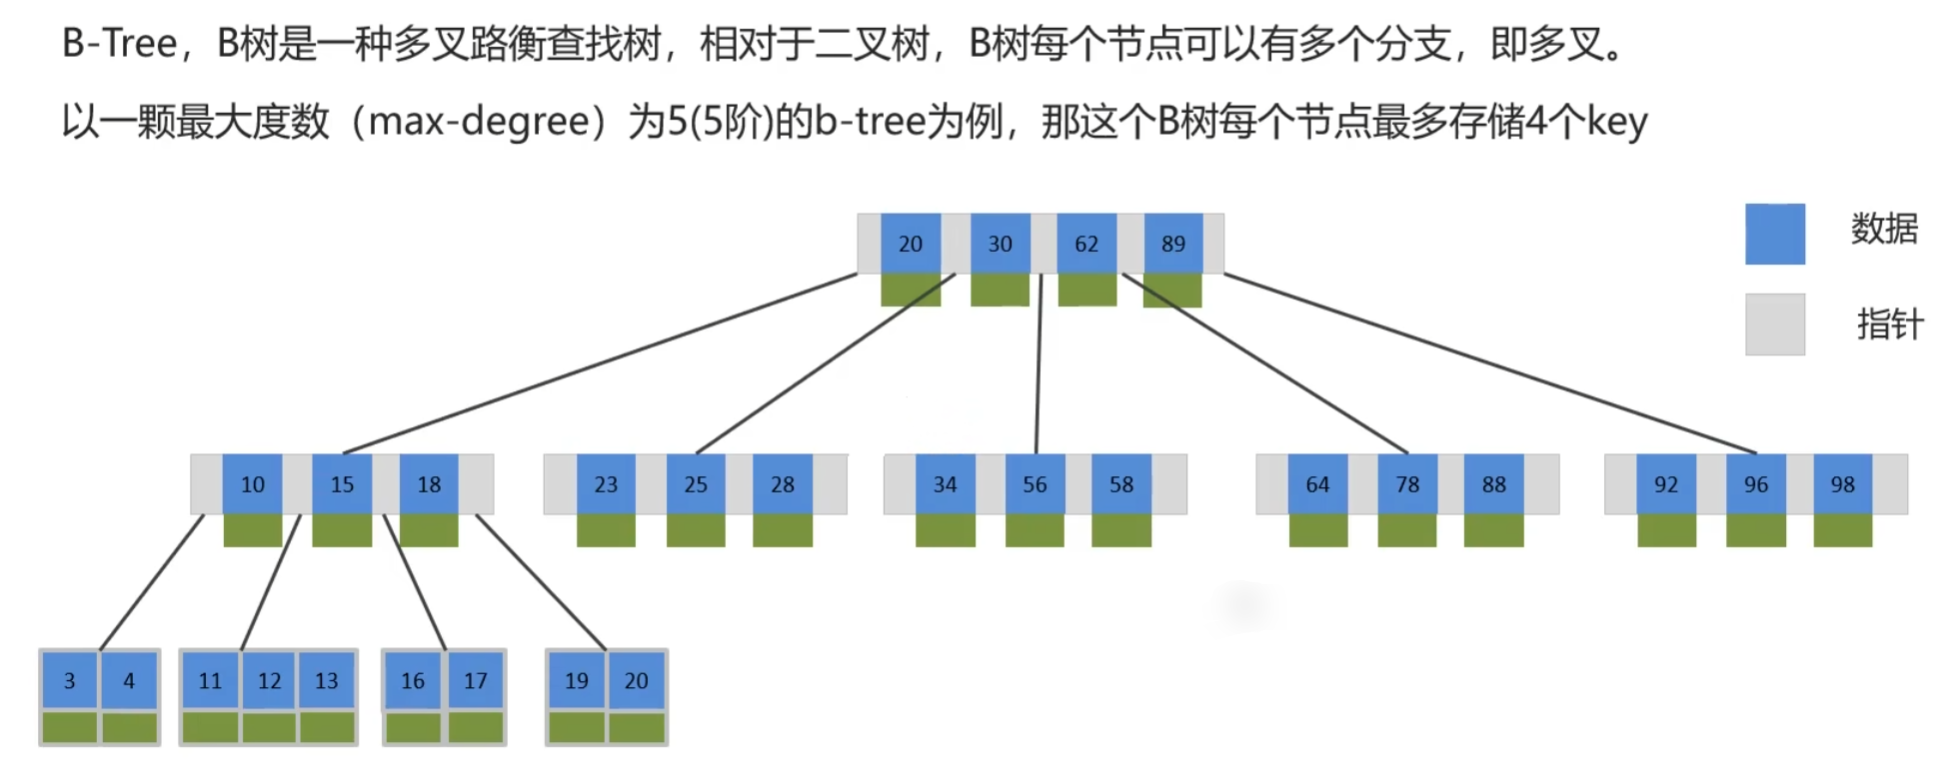 B-Tree，B树是一种多叉路衡查找树，相对于二叉树，B树每个节点可以有多个分支，即多叉。
以一颗最大度数（max-degree）为5(5阶)的b-tree为例，那这个B树每个节点最多存储4个key
数据
指针
20 30 62 89
10 15 18 23 25 28 34 56 58 64 78 88 92 96 98
3 4 11 12 13 16 17 19 20